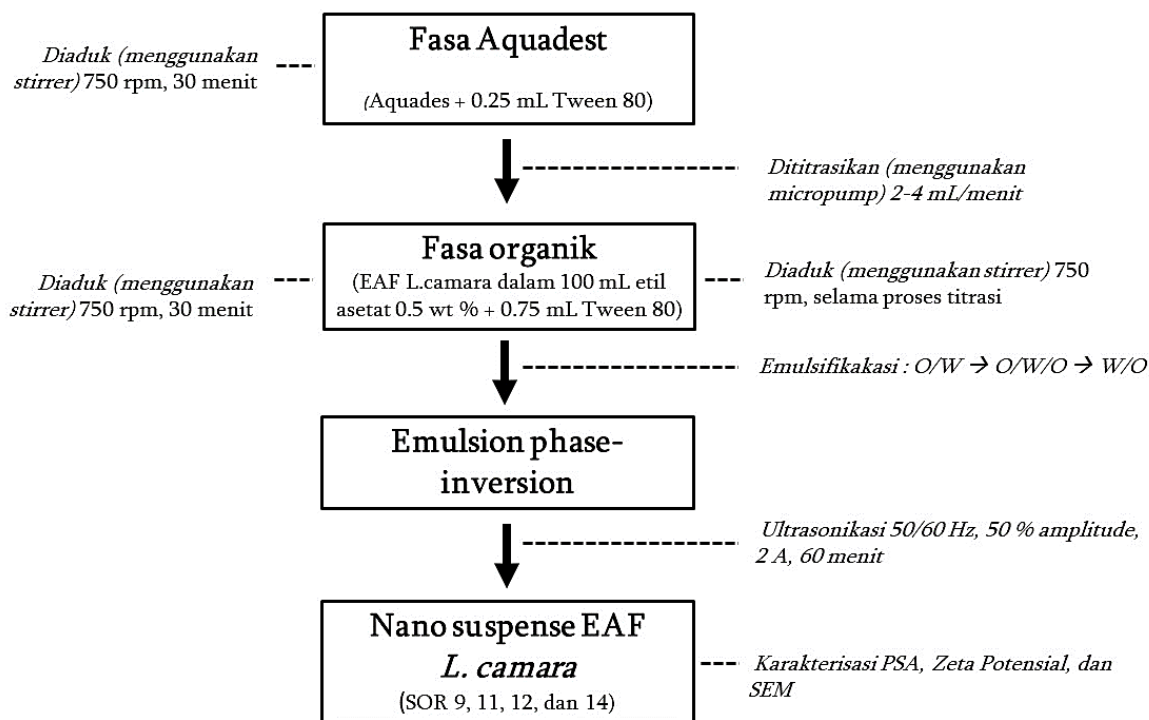 Fasa Aquadest
(Aquades + 0.25 mL Tween 80)
Diaduk (menggunakan
stirrer) 750 rpm, 30 menit
Dititrasikan (menggunakan
micropump) 2-4 mL/menit
Fasa organik
(EAF L.camara dalam 100 mL etil
asetat 0.5 wt % + 0.75 mL Tween 80)
Diaduk (menggunakan
stirrer) 750 rpm, 30 menit
Diaduk (menggunakan stirrer) 750
rpm, selama proses titrasi
Emulsifikakasi : O/W → O/W/O → W/O
Emulsion phase-
inversion
Ultrasonikasi 50/60 Hz, 50 % amplitude,
2 A, 60 menit
Nano suspense EAF
L. camara
(SOR 9, 11, 12, dan 14)
Karakterisasi PSA, Zeta Potensial, dan
SEM